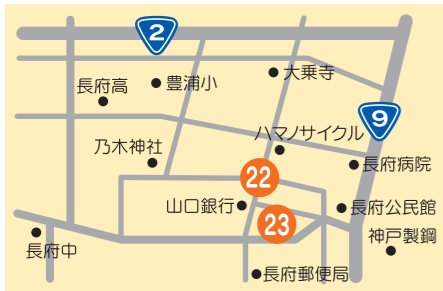 2
大乗寺
豊浦小
長府高
9
ハマノサイクル
乃木神社
長府病院
22
山口銀行
長府公民館
23
神戸製鋼
長府中
長府郵便局